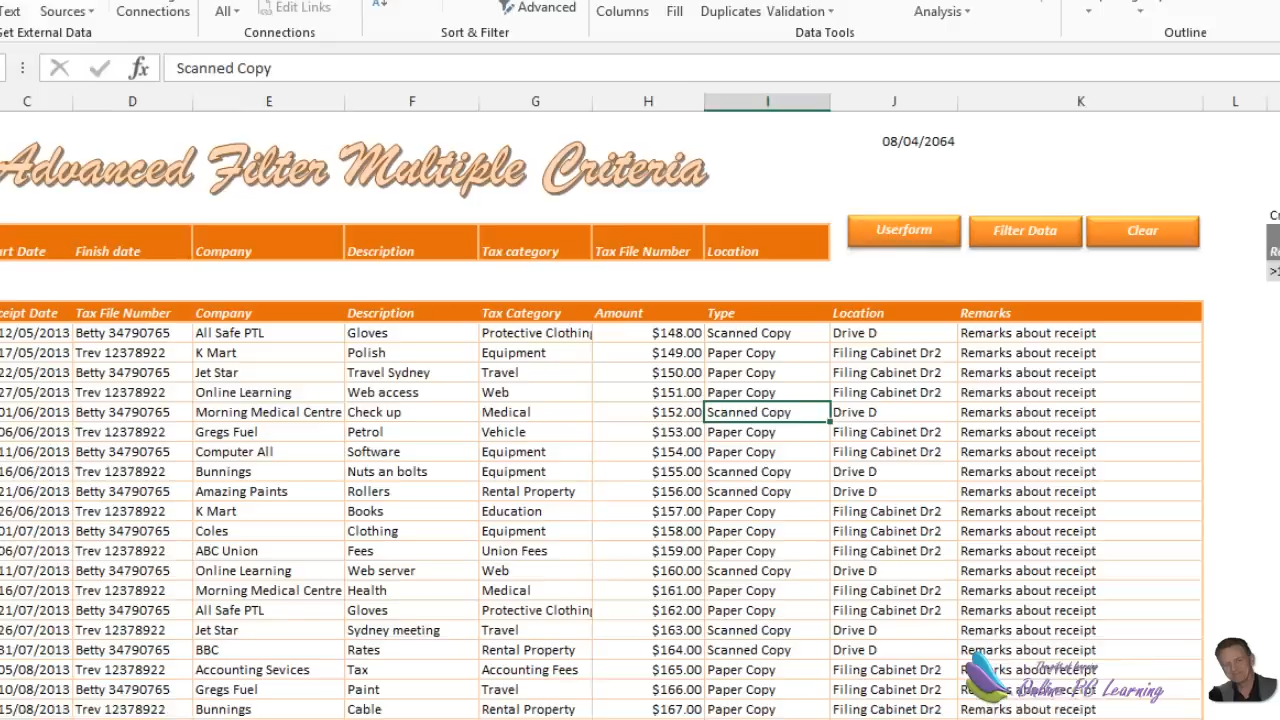 Text Sources Connections All Edit Links Advanced Columns Fill Duplicates Validation Analysis
Get External Data Connections Sort & Filter Data Tools Outline
fx Scanned Copy
C D E F G H I J K L
08/04/2064
Advanced Filter Multiple Criteria
Userform Filter Data Clear
art Date Finish date Company Description Tax category Tax File Number Location
>1
ceipt Date Tax File Number Company Description Tax Category Amount Type Location Remarks
12/05/2013 Betty 34790765 All Safe PTL Gloves Protective Clothing $148.00 Scanned Copy Drive D Remarks about receipt
17/05/2013 Trev 12378922 K Mart Polish Equipment $149.00 Paper Copy Filing Cabinet Dr2 Remarks about receipt
22/05/2013 Betty 34790765 Jet Star Travel Sydney Travel $150.00 Paper Copy Filing Cabinet Dr2 Remarks about receipt
27/05/2013 Trev 12378922 Online Learning Web access Web $151.00 Paper Copy Filing Cabinet Dr2 Remarks about receipt
01/06/2013 Betty 34790765 Morning Medical Centre Check up Medical $152.00 Scanned Copy Drive D Remarks about receipt
06/06/2013 Trev 12378922 Gregs Fuel Petrol Vehicle $153.00 Paper Copy Filing Cabinet Dr2 Remarks about receipt
11/06/2013 Betty 34790765 Computer All Software Equipment $154.00 Paper Copy Filing Cabinet Dr2 Remarks about receipt
16/06/2013 Trev 12378922 Bunnings Nuts an bolts Equipment $155.00 Scanned Copy Drive D Remarks about receipt
21/06/2013 Betty 34790765 Amazing Paints Rollers Rental Property $156.00 Scanned Copy Drive D Remarks about receipt
26/06/2013 Trev 12378922 K Mart Books Education $157.00 Paper Copy Filing Cabinet Dr2 Remarks about receipt
01/07/2013 Betty 34790765 Coles Clothing Equipment $158.00 Paper Copy Filing Cabinet Dr2 Remarks about receipt
06/07/2013 Trev 12378922 ABC Union Fees Union Fees $159.00 Paper Copy Filing Cabinet Dr2 Remarks about receipt
11/07/2013 Betty 34790765 Online Learning Web server Web $160.00 Scanned Copy Drive D Remarks about receipt
16/07/2013 Trev 12378922 Morning Medical Centre Health Medical $161.00 Paper Copy Filing Cabinet Dr2 Remarks about receipt
21/07/2013 Betty 34790765 All Safe PTL Gloves Protective Clothing $162.00 Paper Copy Filing Cabinet Dr2 Remarks about receipt
26/07/2013 Trev 12378922 Jet Star Sydney meeting Travel $163.00 Scanned Copy Drive D Remarks about receipt
31/07/2013 Betty 34790765 BBC Rates Rental Property $164.00 Scanned Copy Drive D Remarks about receipt
05/08/2013 Trev 12378922 Accounting Sevices Tax Accounting Fees $165.00 Paper Copy Filing Cabinet Dr2 Remarks about receipt
10/08/2013 Betty 34790765 Gregs Fuel Paint Travel $166.00 Paper Copy Filing Cabinet Dr2 Remarks about receipt
Online PC Learning
15/08/2013 Trev 12378922 Bunnings Cable Rental Property $167.00 Paper Copy Filing Cabinet Dr2 Remarks about receipt